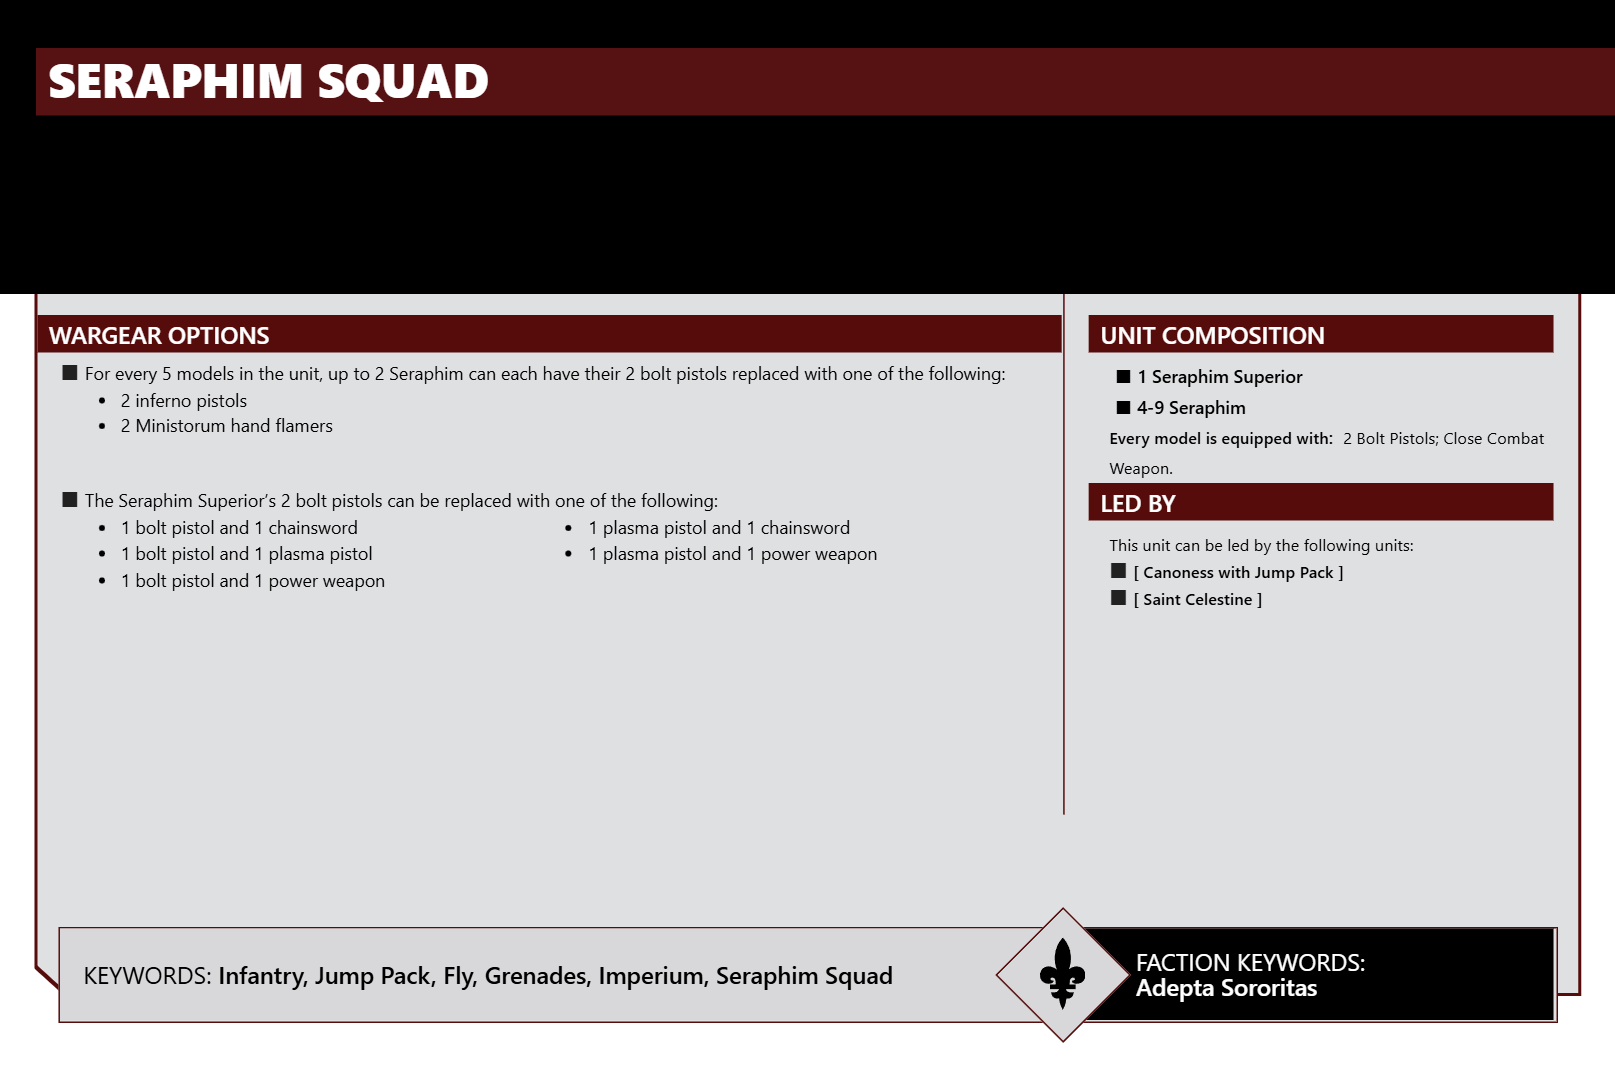 SERAPHIM SQUAD
WARGEAR OPTIONS
■ For every 5 models in the unit, up to 2 Seraphim can each have their 2 bolt pistols replaced with one of the following:
• 2 inferno pistols
• 2 Ministorum hand flamers
■ The Seraphim Superior’s 2 bolt pistols can be replaced with one of the following:
• 1 bolt pistol and 1 chainsword
• 1 bolt pistol and 1 plasma pistol
• 1 bolt pistol and 1 power weapon
• 1 plasma pistol and 1 chainsword
• 1 plasma pistol and 1 power weapon
UNIT COMPOSITION
■ 1 Seraphim Superior
■ 4-9 Seraphim
Every model is equipped with: 2 Bolt Pistols; Close Combat
Weapon.
LED BY
This unit can be led by the following units:
■ [ Canoness with Jump Pack ]
■ [ Saint Celestine ]
KEYWORDS: Infantry, Jump Pack, Fly, Grenades, Imperium, Seraphim Squad
FACTION KEYWORDS:
Adepta Sororitas